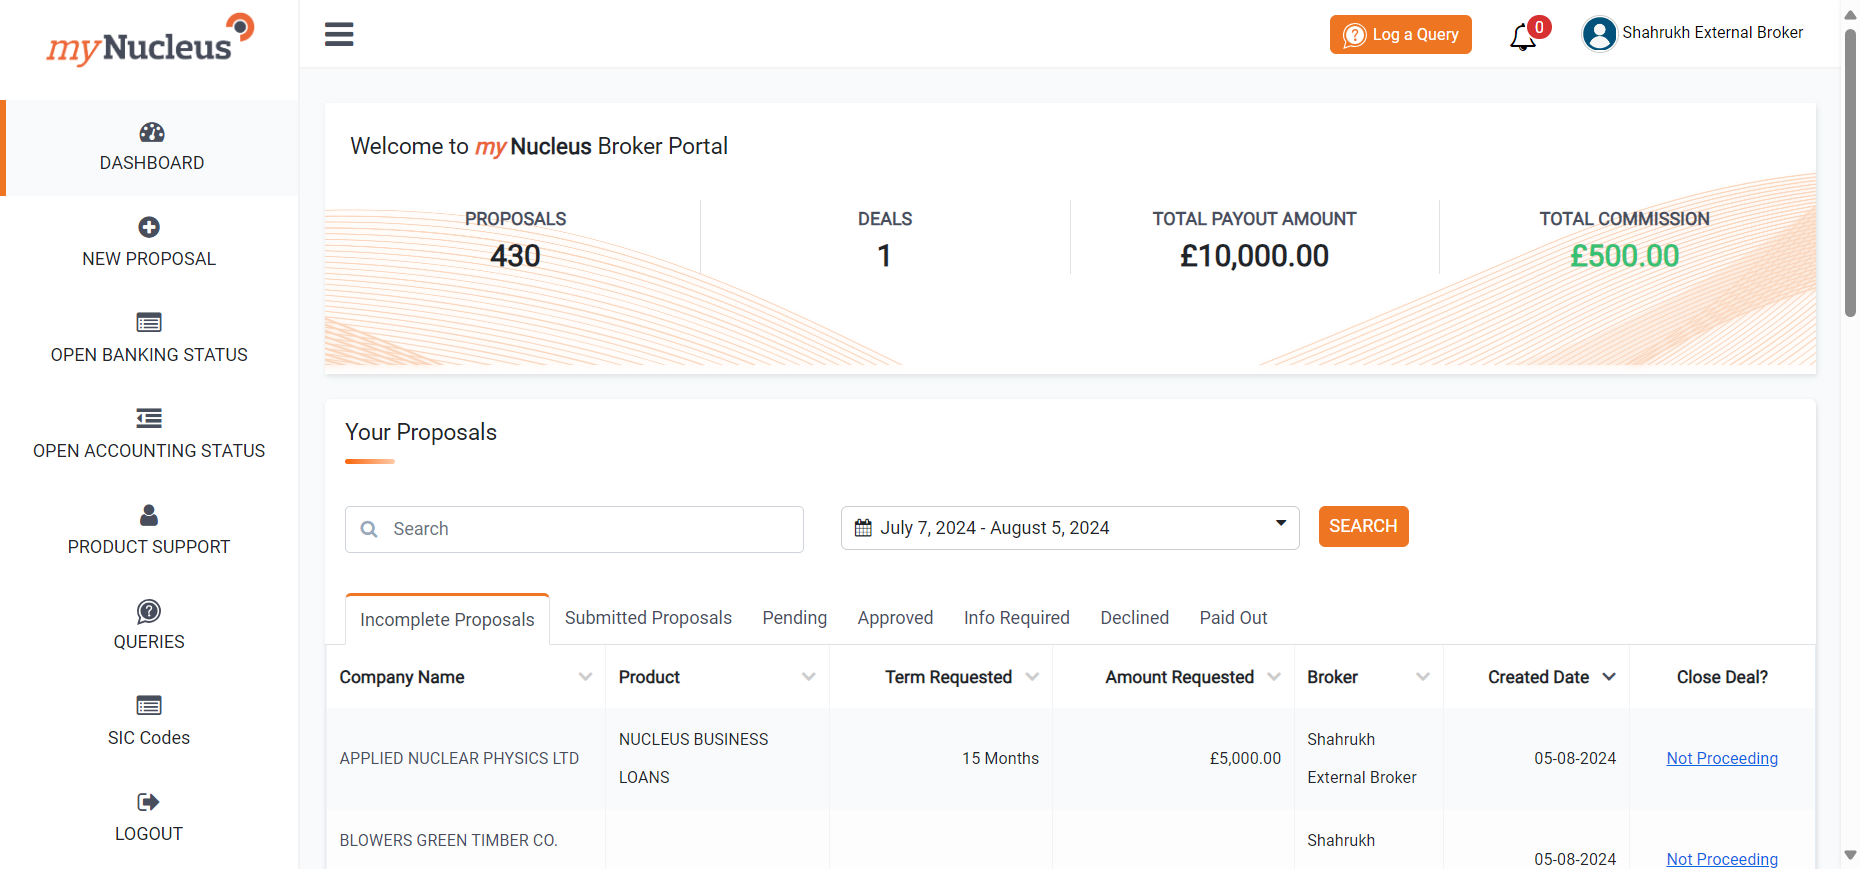 myNucleus
Log a Query
0
Shahrukh External Broker
DASHBOARD
NEW PROPOSAL
OPEN BANKING STATUS
OPEN ACCOUNTING STATUS
PRODUCT SUPPORT
QUERIES
SIC Codes
LOGOUT
Welcome to my Nucleus Broker Portal
PROPOSALS
430
DEALS
1
TOTAL PAYOUT AMOUNT
£10,000.00
TOTAL COMMISSION
£500.00
Your Proposals
Search
July 7, 2024 - August 5, 2024
SEARCH
Incomplete Proposals Submitted Proposals Pending Approved Info Required Declined Paid Out
Company Name Product Term Requested Amount Requested Broker Created Date Close Deal?
APPLIED NUCLEAR PHYSICS LTD
NUCLEUS BUSINESS
LOANS
15 Months
£5,000.00
Shahrukh
External Broker
05-08-2024
Not Proceeding
BLOWERS GREEN TIMBER CO.
Shahrukh
05-08-2024
Not Proceeding